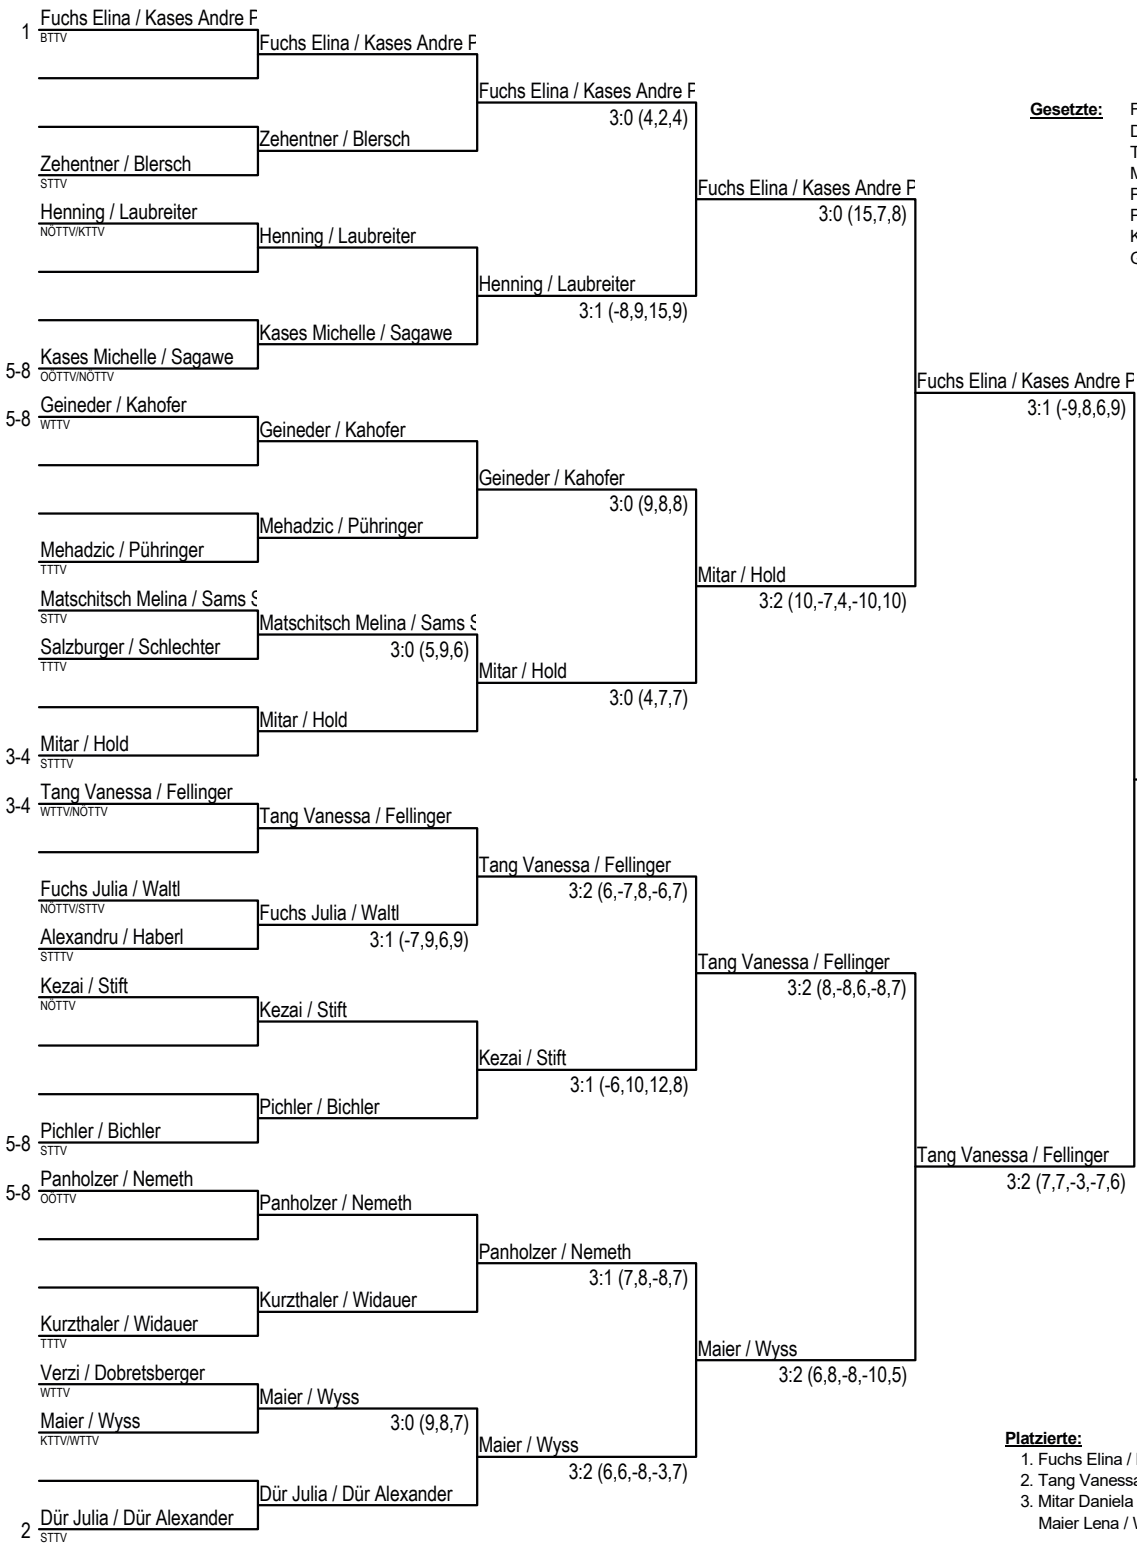 1 Fuchs Elina / Kases Andre P
BTTV
Zehentner / Blersch
STTV
Henning / Laubreiter
NÖTTV/KTTV
Kases Michelle / Sagawe
5-8 OÖTTV/NÖTTV
5-8 Geineder / Kahofer
WTTV
Mehadzic / Pühringer
TTTV
Matschitsch Melina / Sams S
STTV
Salzburger / Schlechter
TTTV
Mitar / Hold
3-4 STTTV
3-4 Tang Vanessa / Fellinger
WTTV/NÖTTV
Fuchs Julia / Waltl
NÖTTV/STTV
Alexandru / Haberl
STTTV
Kezai / Stift
NÖTTV
Pichler / Bichler
5-8 STTV
5-8 Panholzer / Nemeth
OÖTTV
Kurzthaler / Widauer
TTTV
Verzi / Dobretsberger
WTTV
Maier / Wyss
KTTV/WTTV
Dür Julia / Dür Alexander
2 STTV
Fuchs Elina / Kases Andre P
Zehentner / Blersch
Henning / Laubreiter
Kases Michelle / Sagawe
Geineder / Kahofer
Mehadzic / Pühringer
Matschitsch Melina / Sams S
3:0 (5,9,6)
Mitar / Hold
Tang Vanessa / Fellinger
Fuchs Julia / Waltl
3:1 (-7,9,6,9)
Kezai / Stift
Pichler / Bichler
Panholzer / Nemeth
Kurzthaler / Widauer
Maier / Wyss
3:0 (9,8,7)
Dür Julia / Dür Alexander
Fuchs Elina / Kases Andre P
3:0 (4,2,4)
Henning / Laubreiter
3:1 (-8,9,15,9)
Geineder / Kahofer
3:0 (9,8,8)
Mitar / Hold
3:0 (4,7,7)
Tang Vanessa / Fellinger
3:2 (6,-7,8,-6,7)
Kezai / Stift
3:1 (-6,10,12,8)
Panholzer / Nemeth
3:1 (7,8,-8,7)
Maier / Wyss
3:2 (6,6,-8,-3,7)
Fuchs Elina / Kases Andre P
3:0 (15,7,8)
Mitar / Hold
3:2 (10,-7,4,-10,10)
Tang Vanessa / Fellinger
3:2 (8,-8,6,-8,7)
Maier / Wyss
3:2 (6,8,-8,-10,5)
Fuchs Elina / Kases Andre P
3:1 (-9,8,6,9)
Tang Vanessa / Fellinger
3:2 (7,7,-3,-7,6)
Gesetzte:
Platzierte:
1. Fuchs Elina /
2. Tang Vanessa
3. Mitar Daniela
Maier Lena /